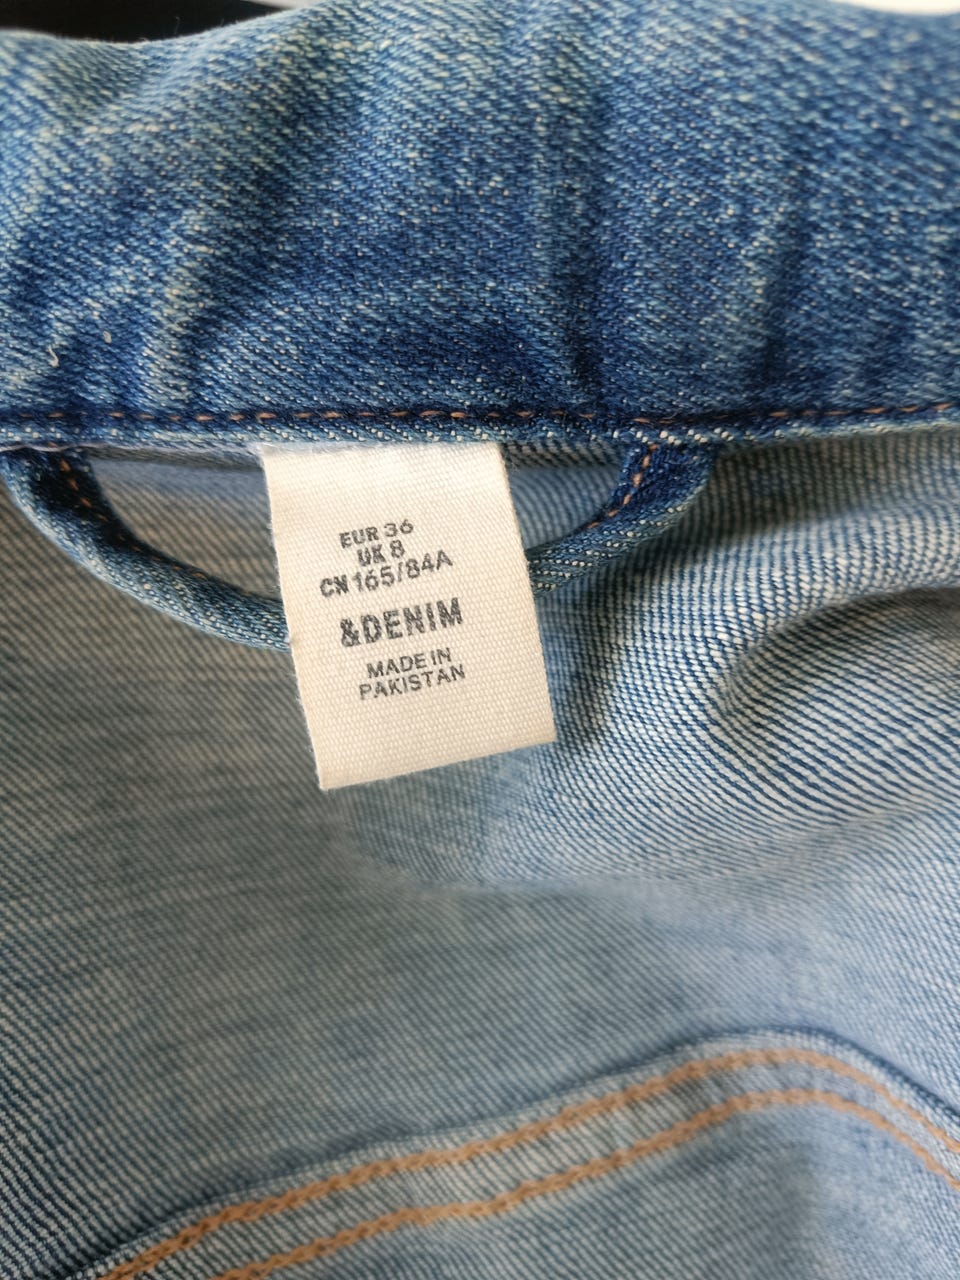 EUR 36
UK 8
CN 165/84A
&DENIM
MADE IN
PAKISTAN